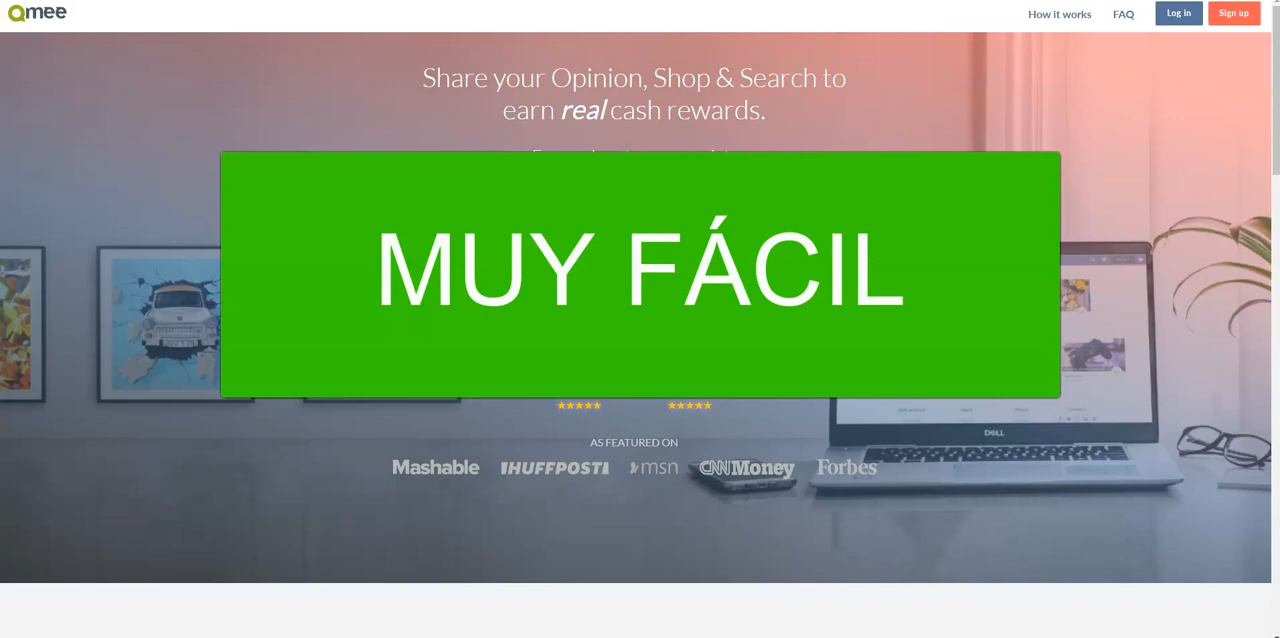 Qmee
How it works
FAQ
Log in
Sign up
Share your Opinion, Shop & Search to
earn real cash rewards.
MUY FÁCIL
DELL
AS FEATURED ON
Mashable
HUFFPOST
msn
CNNMoney
Forbes